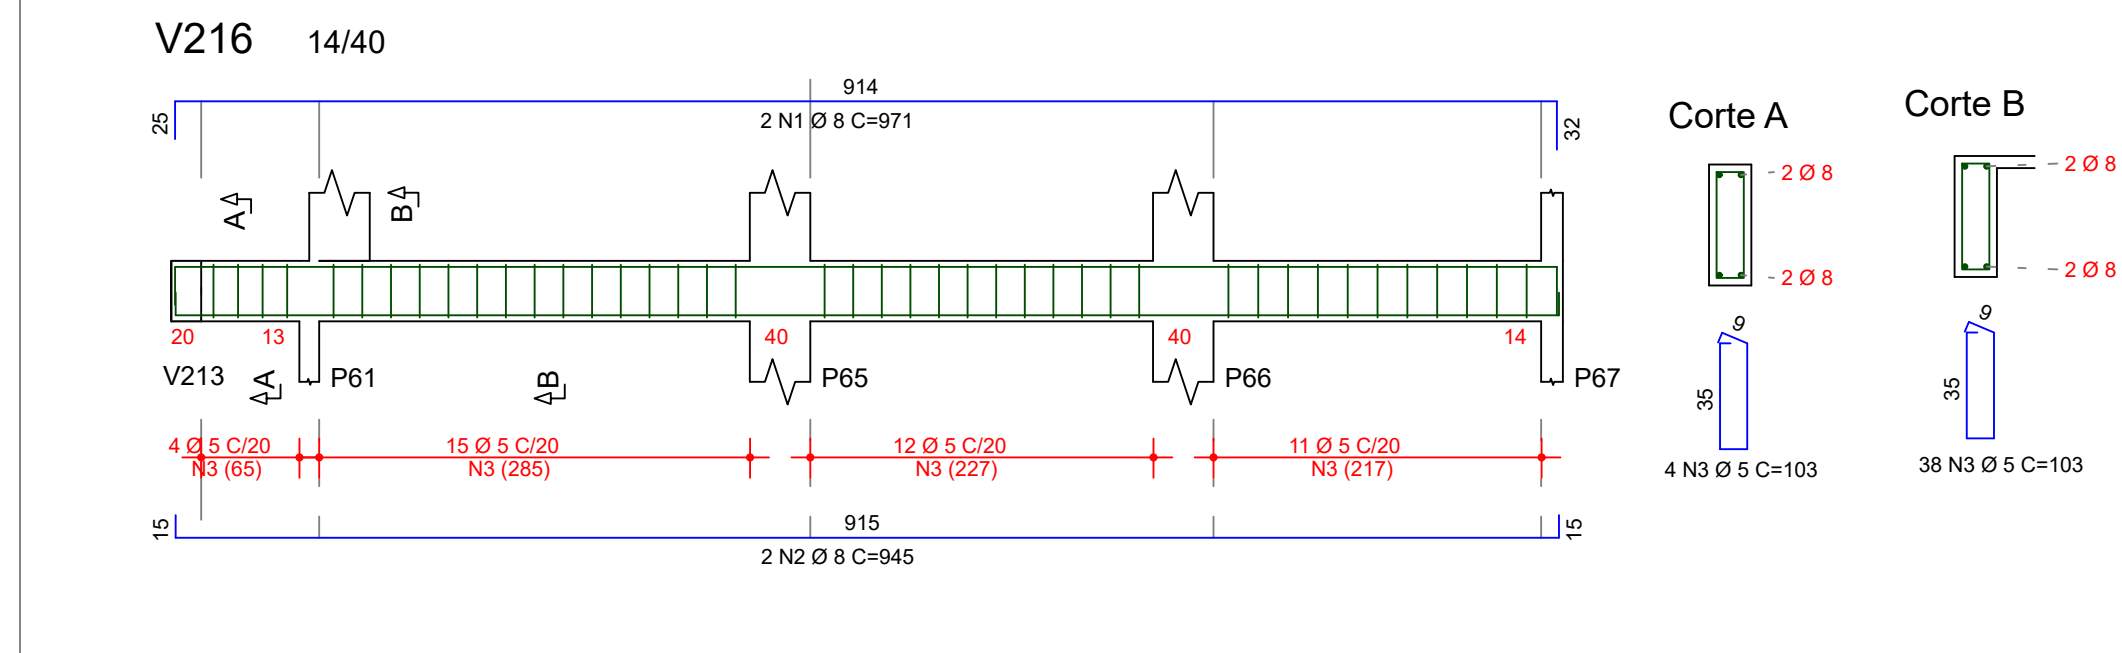 V216 14/40
914
2 N1 Ø 8 C=971
25
32
A
B
20
13
40
40
14
V213
P61
P65
P66
P67
A
B
4 Ø 5 C/20
N3 (65)
15 Ø 5 C/20
N3 (285)
12 Ø 5 C/20
N3 (227)
11 Ø 5 C/20
N3 (217)
15
915
15
2 N2 Ø 8 C=945
Corte A
2 Ø 8
2 Ø 8
9
35
4 N3 Ø 5 C=103
Corte B
2 Ø 8
2 Ø 8
9
35
38 N3 Ø 5 C=103